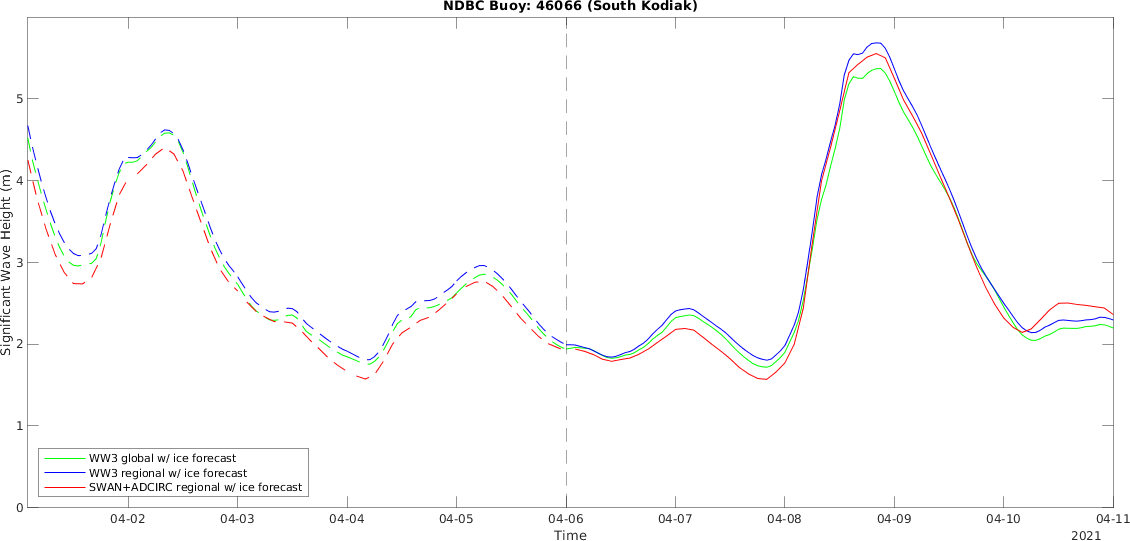 NDBC Buoy: 46066 (South Kodiak)
Significant Wave Height (m)
5
4
3
2
1
0
WW3 global w/ ice forecast
WW3 regional w/ ice forecast
SWAN+ADCIRC regional w/ ice forecast
04-02 04-03 04-04 04-05 04-06 04-07 04-08 04-09 04-10 04-11
Time
2021